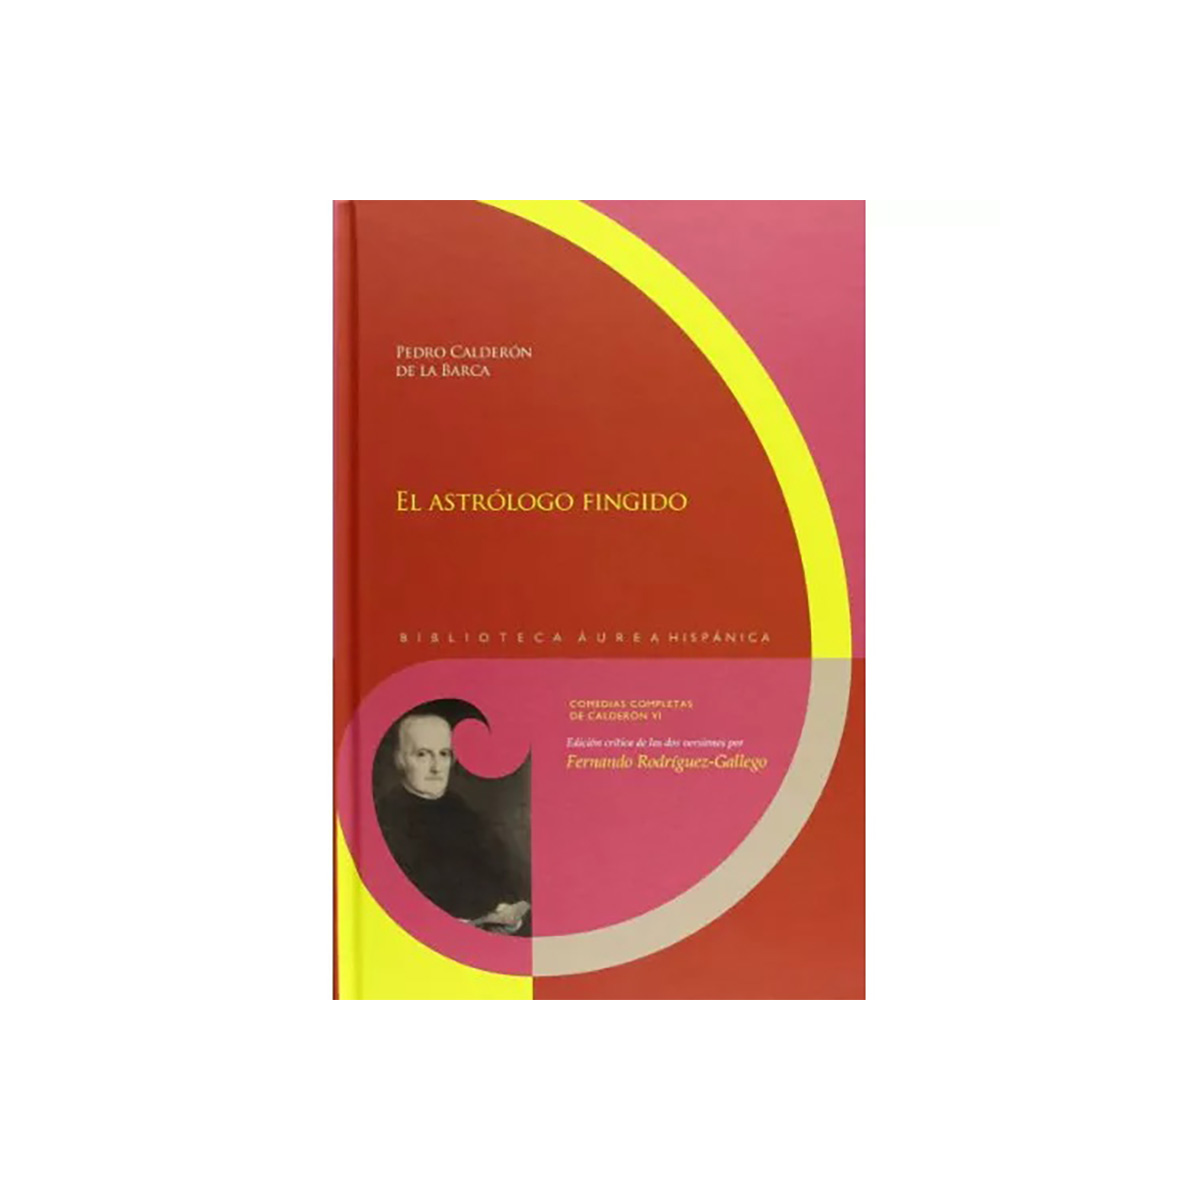 PEDRO CALDERÓN
DE LA BARCA
EL ASTRÓLOGO FINGIDO
BIBLIOTECA ÁUREA HISPÁNICA
COMEDIAS COMPLETAS
DE CALDERÓN VI
Edición crítica de las dos versiones por
Fernando Rodríguez-Gallego